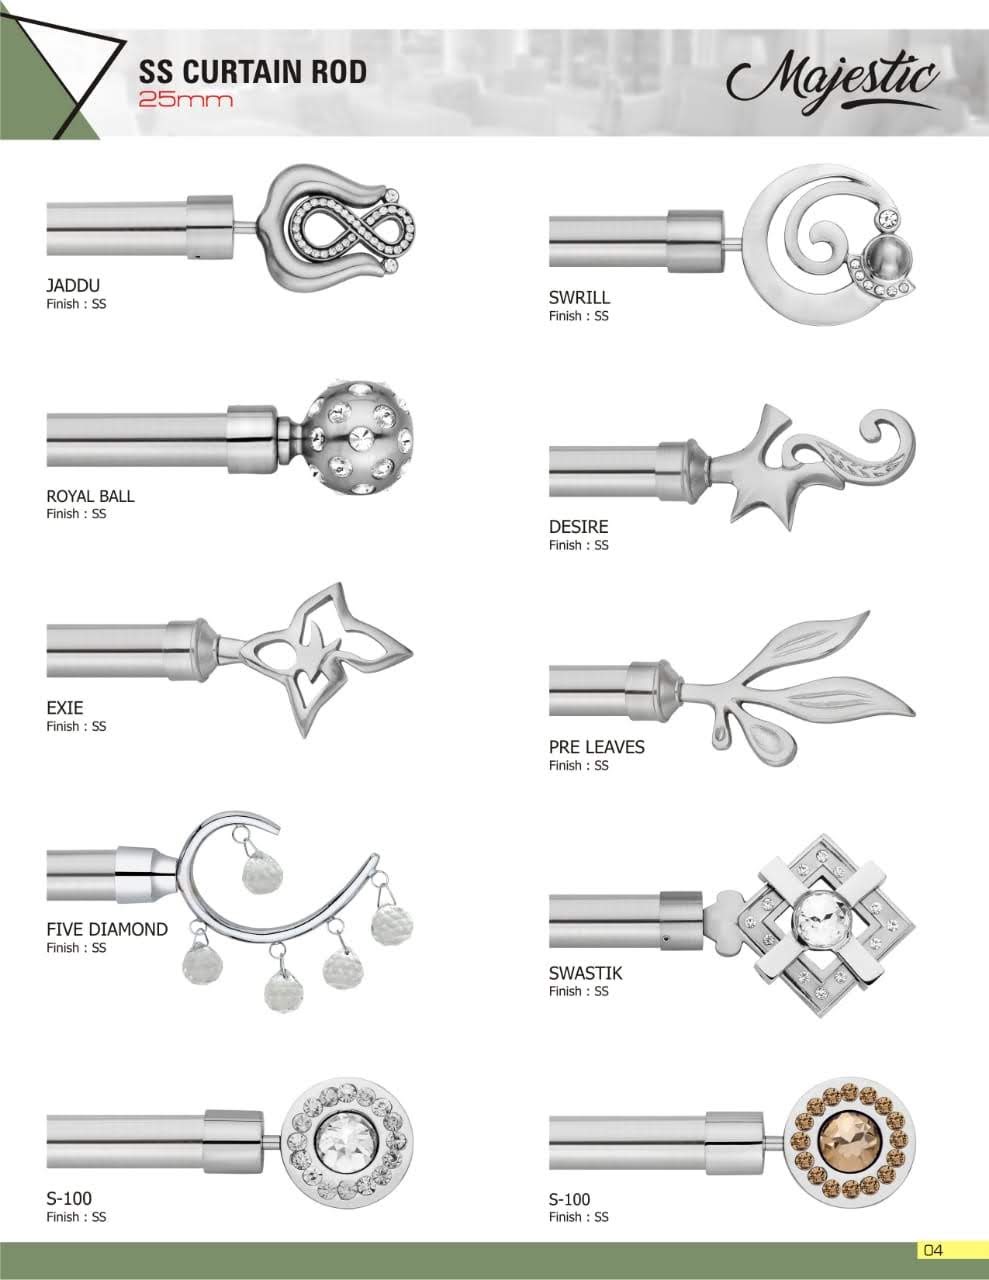 SS CURTAIN ROD
25mm
Majestic
JADDU
Finish : SS
SWRILL
Finish : SS
ROYAL BALL
Finish : SS
DESIRE
Finish : SS
EXIE
Finish : SS
PRE LEAVES
Finish : SS
FIVE DIAMOND
Finish : SS
SWASTIK
Finish : SS
S-100
Finish : SS
S-100
Finish : SS
04